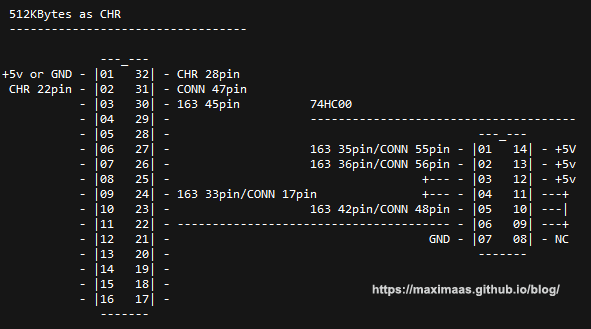 512KBytes as CHR
---------------------------------
             ---_---
+5v or GND - |01   32| - CHR 28pin
 CHR 22pin - |02   31| - CONN 47pin
           - |03   30| - 163 45pin         74HC00
           - |04   29| -                   -------------------------------------
           - |05   28| -                                          ---_---
           - |06   27| -                   163 35pin/CONN 55pin - |01 14| - +5V
           - |07   26| -                   163 36pin/CONN 56pin - |02 13| - +5v
           - |08   25| -                                   +--- - |03 12| - +5v
           - |09   24| - 163 33pin/CONN 17pin              +--- - |04 11| ---+
           - |10   23| -                   163 42pin/CONN 48pin - |05 10| ---|
           - |11   22| - -------------------------------------- - |06 09| ---+
           - |12   21| -                                    GND - |07 08| - NC
           - |13   20| -                                          -------
           - |14   19| -
https://maximaas.github.io/blog/
           - |15   18| -
           - |16   17| -
             -------